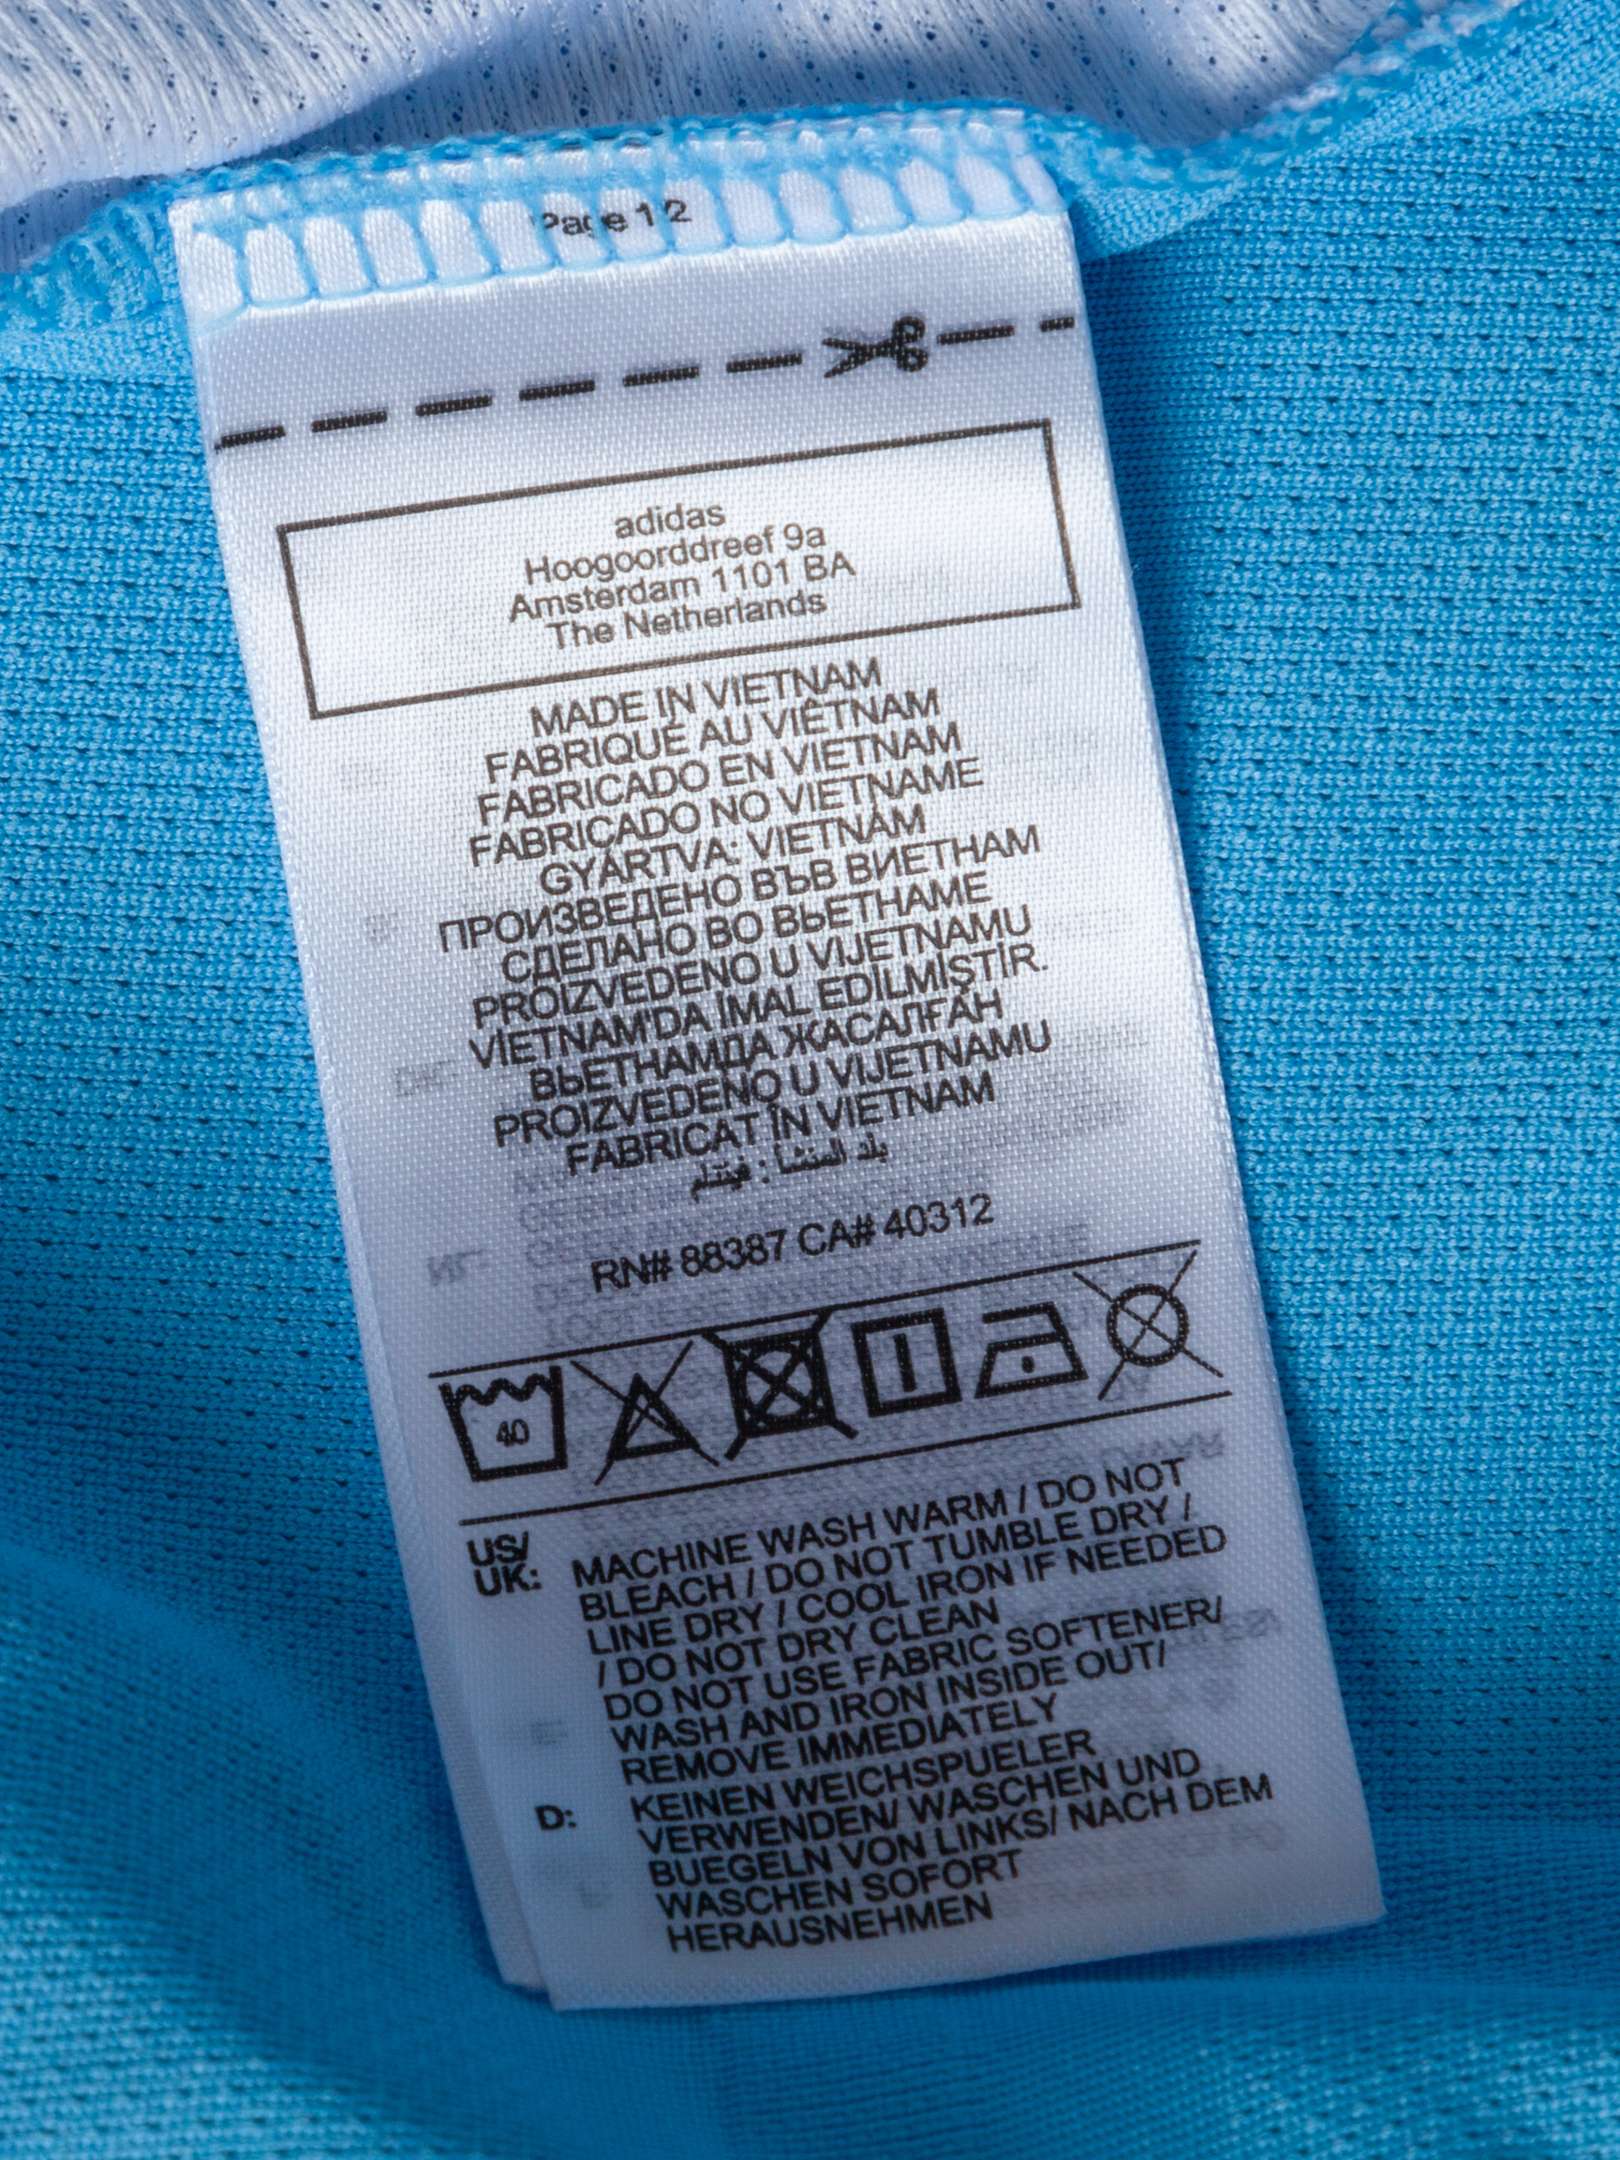 Page 1/2
adidas
Hoogoorddreef 9a
Amsterdam 1101 BA
The Netherlands
MADE IN VIETNAM
FABRIQUÉ AU VIÊTNAM
FABRICADO EN VIETNAM
FABRICADO NO VIETNAME
GYÁRTVA: VIETNÁM
ПРОИЗВЕДЕНО ВЪВ ВИЕТНАМ
СДЕЛАНО ВО ВЬЕТНАМЕ
PROIZVEDENO U VIJETNAMU
VİETNAM'DA İMAL EDİLMİŞTİR.
ВЬЕТНАМДА ЖАСАЛҒАН
PROIZVEDENO U VIJETNAMU
FABRICAT ÎN VIETNAM
بلد المنشأ : فيتنام
RN# 88387 CA# 40312
40
US/
UK: MACHINE WASH WARM / DO NOT
BLEACH / DO NOT TUMBLE DRY /
LINE DRY / COOL IRON IF NEEDED
/ DO NOT DRY CLEAN
DO NOT USE FABRIC SOFTENER/
WASH AND IRON INSIDE OUT/
REMOVE IMMEDIATELY
D: KEINEN WEICHSPUELER
VERWENDEN/ WASCHEN UND
BUEGELN VON LINKS/ NACH DEM
WASCHEN SOFORT
HERAUSNEHMEN